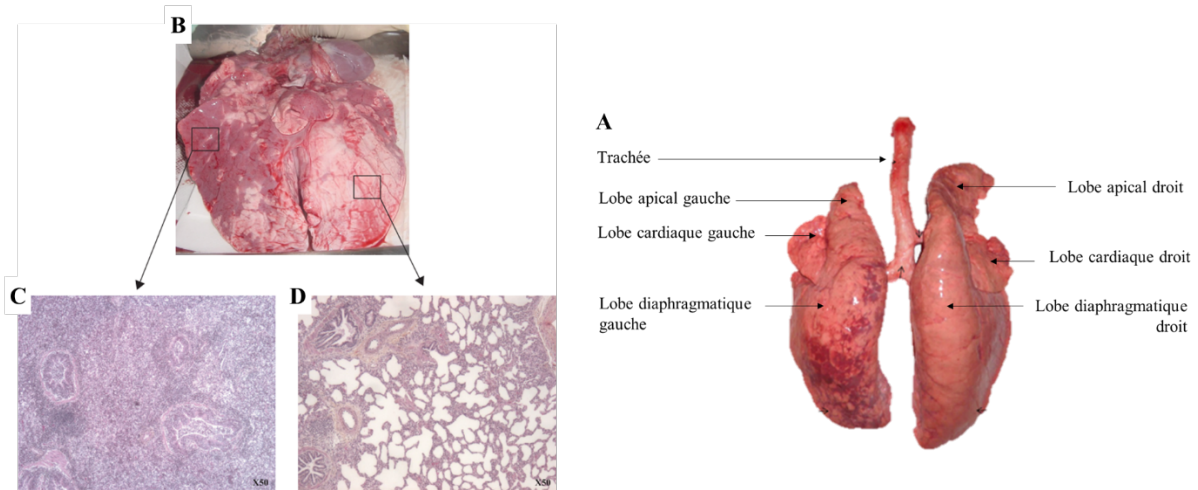 B
C
X50
D
X50
A
Trachée
Lobe apical gauche
Lobe cardiaque gauche
Lobe diaphragmatique
gauche
Lobe apical droit
Lobe cardiaque droit
Lobe diaphragmatique
droit